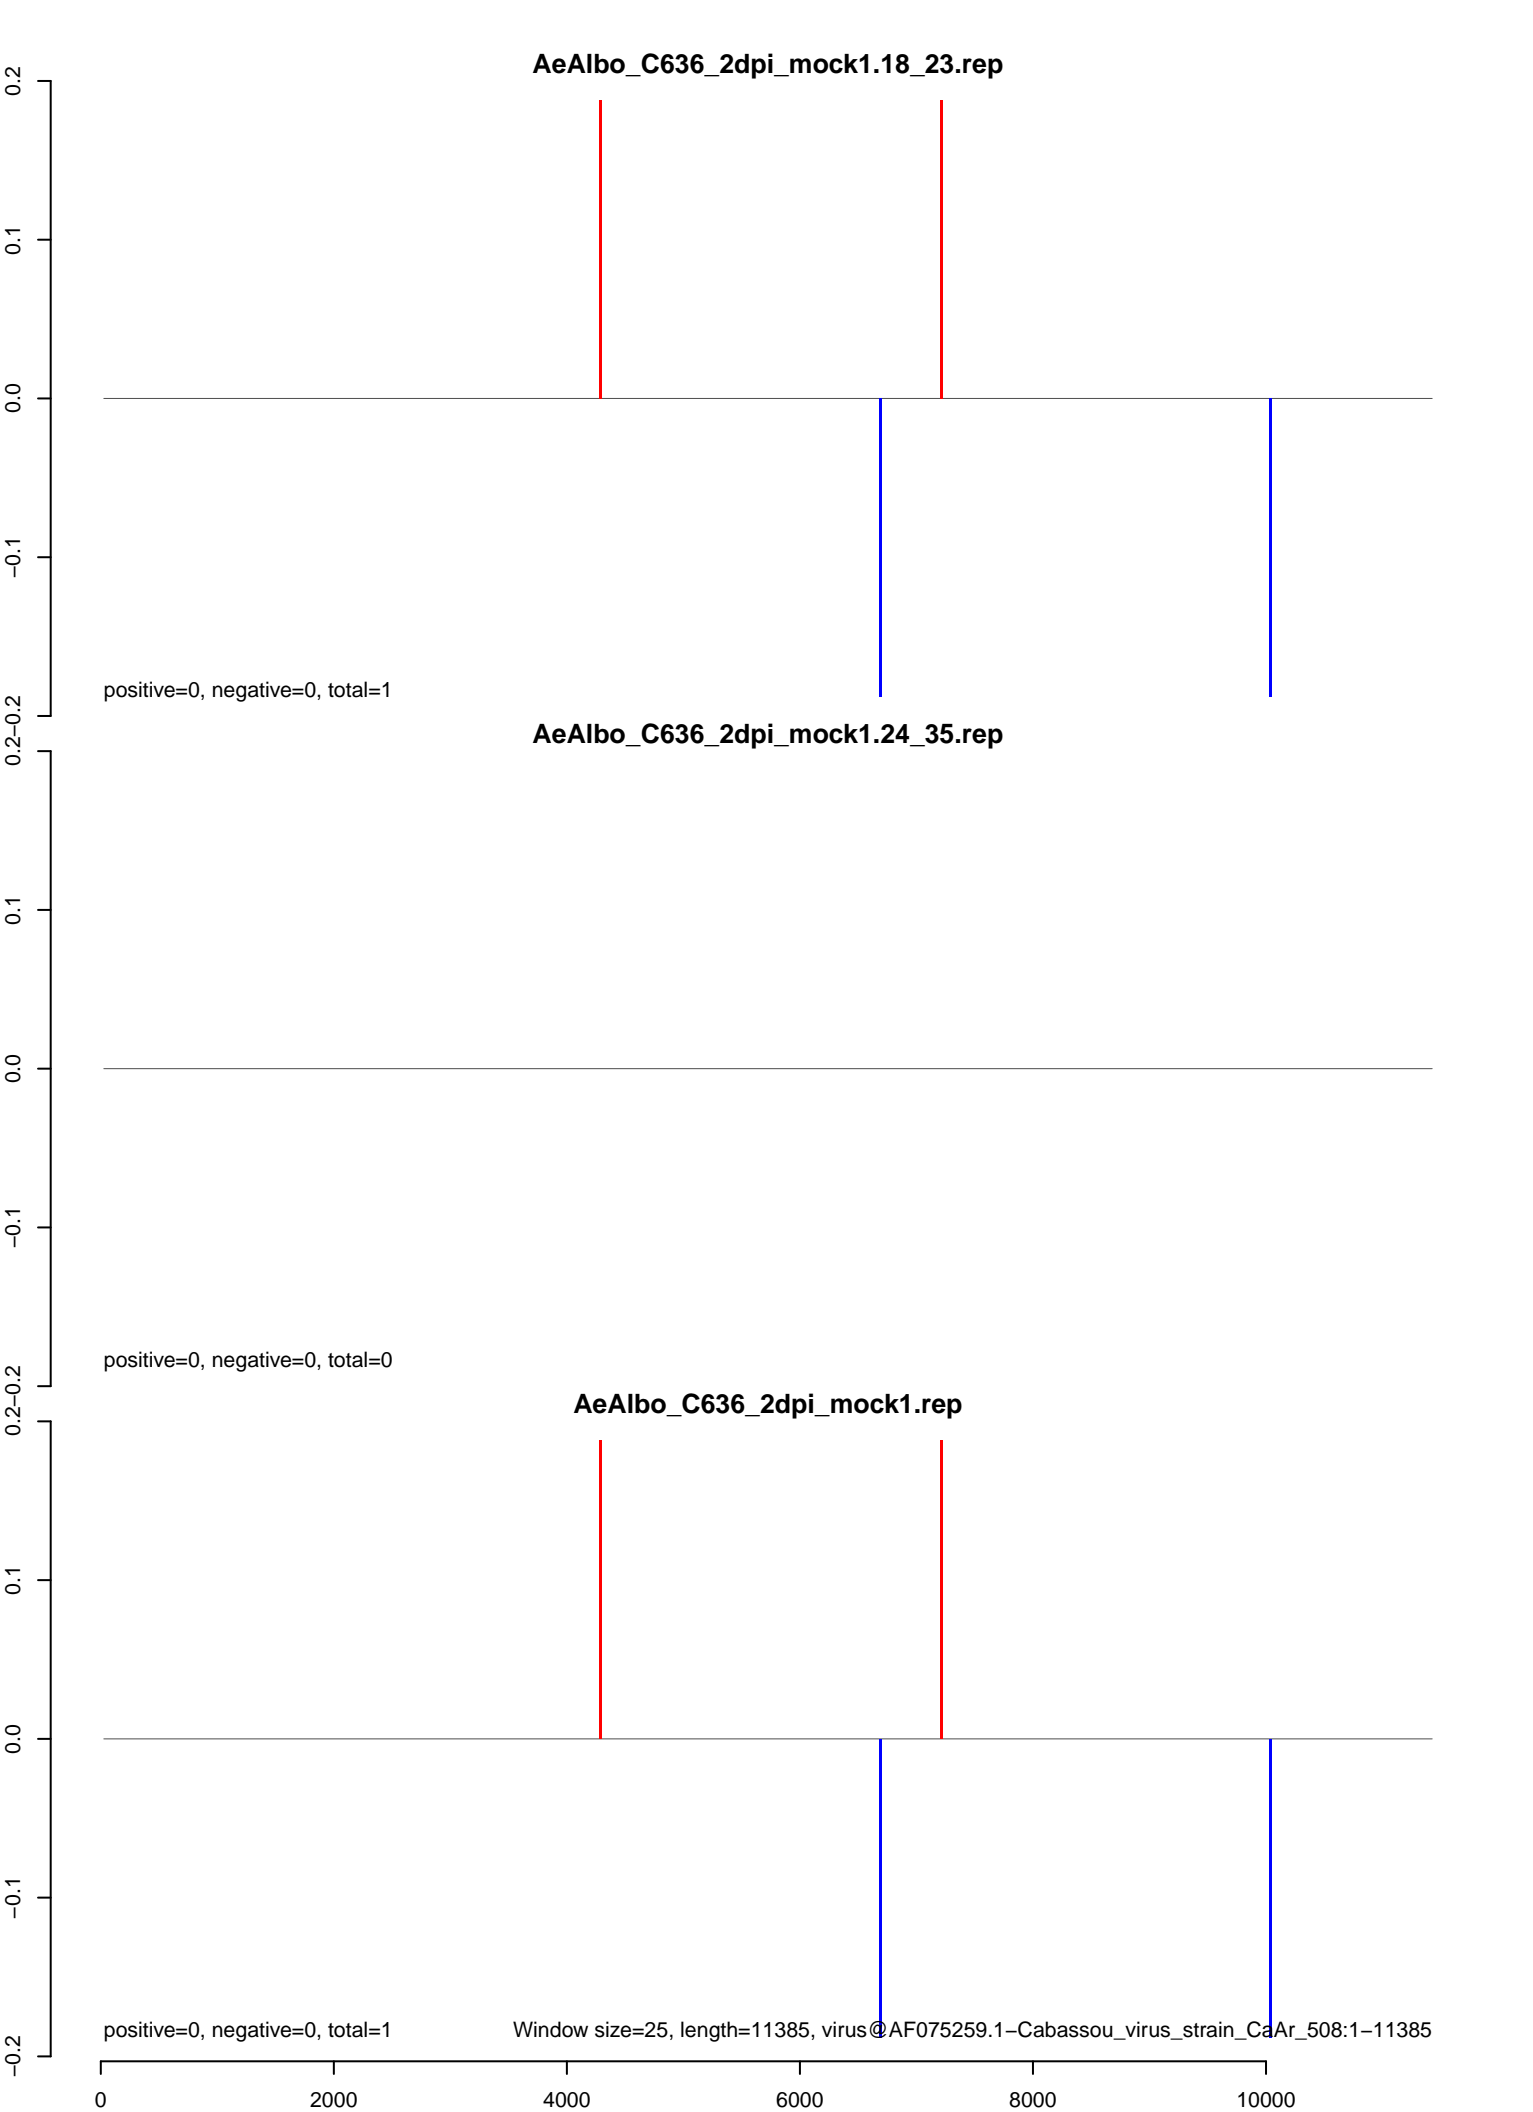 AeAlbo_C636_2dpi_mock1.18_23.rep
0.2
0.1
0.0
−0.1
−0.2
positive=0, negative=0, total=1
AeAlbo_C636_2dpi_mock1.24_35.rep
0.2
0.1
0.0
−0.1
−0.2
positive=0, negative=0, total=0
AeAlbo_C636_2dpi_mock1.rep
0.2
0.1
0.0
−0.1
−0.2
positive=0, negative=0, total=1 Window size=25, length=11385, virus@AF075259.1−Cabassou_virus_strain_CaAr_508:1−11385
0 2000 4000 6000 8000 10000